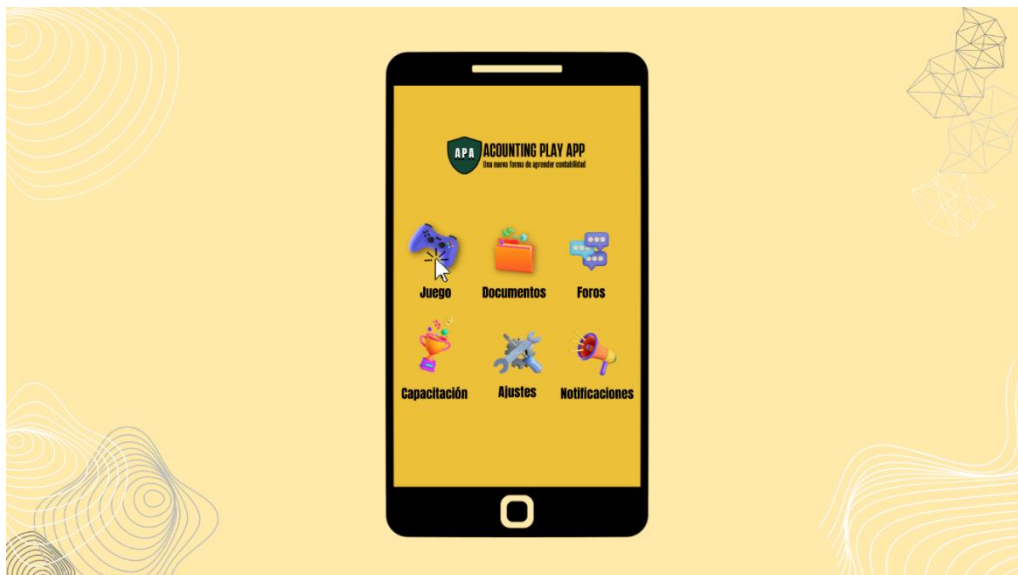 APA
ACOUNTING PLAY APP
Una nueva forma de aprender contabilidad
Juego
Documentos
Foros
Capacitación
Ajustes
Notificaciones